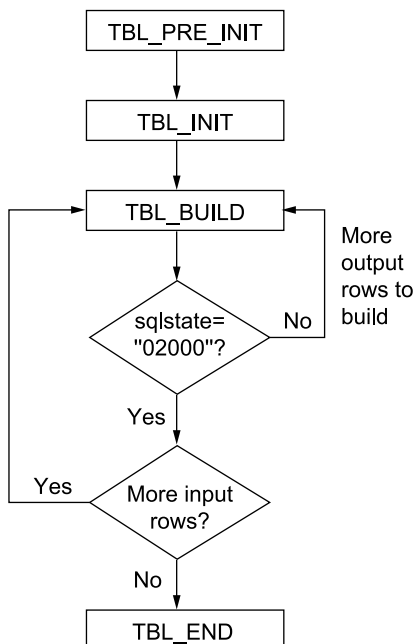 TBL_PRE_INIT
TBL_INIT
TBL_BUILD
More
output
rows to
build
sqlstate=
"02000"?
No
Yes
Yes
More input
rows?
No
TBL_END